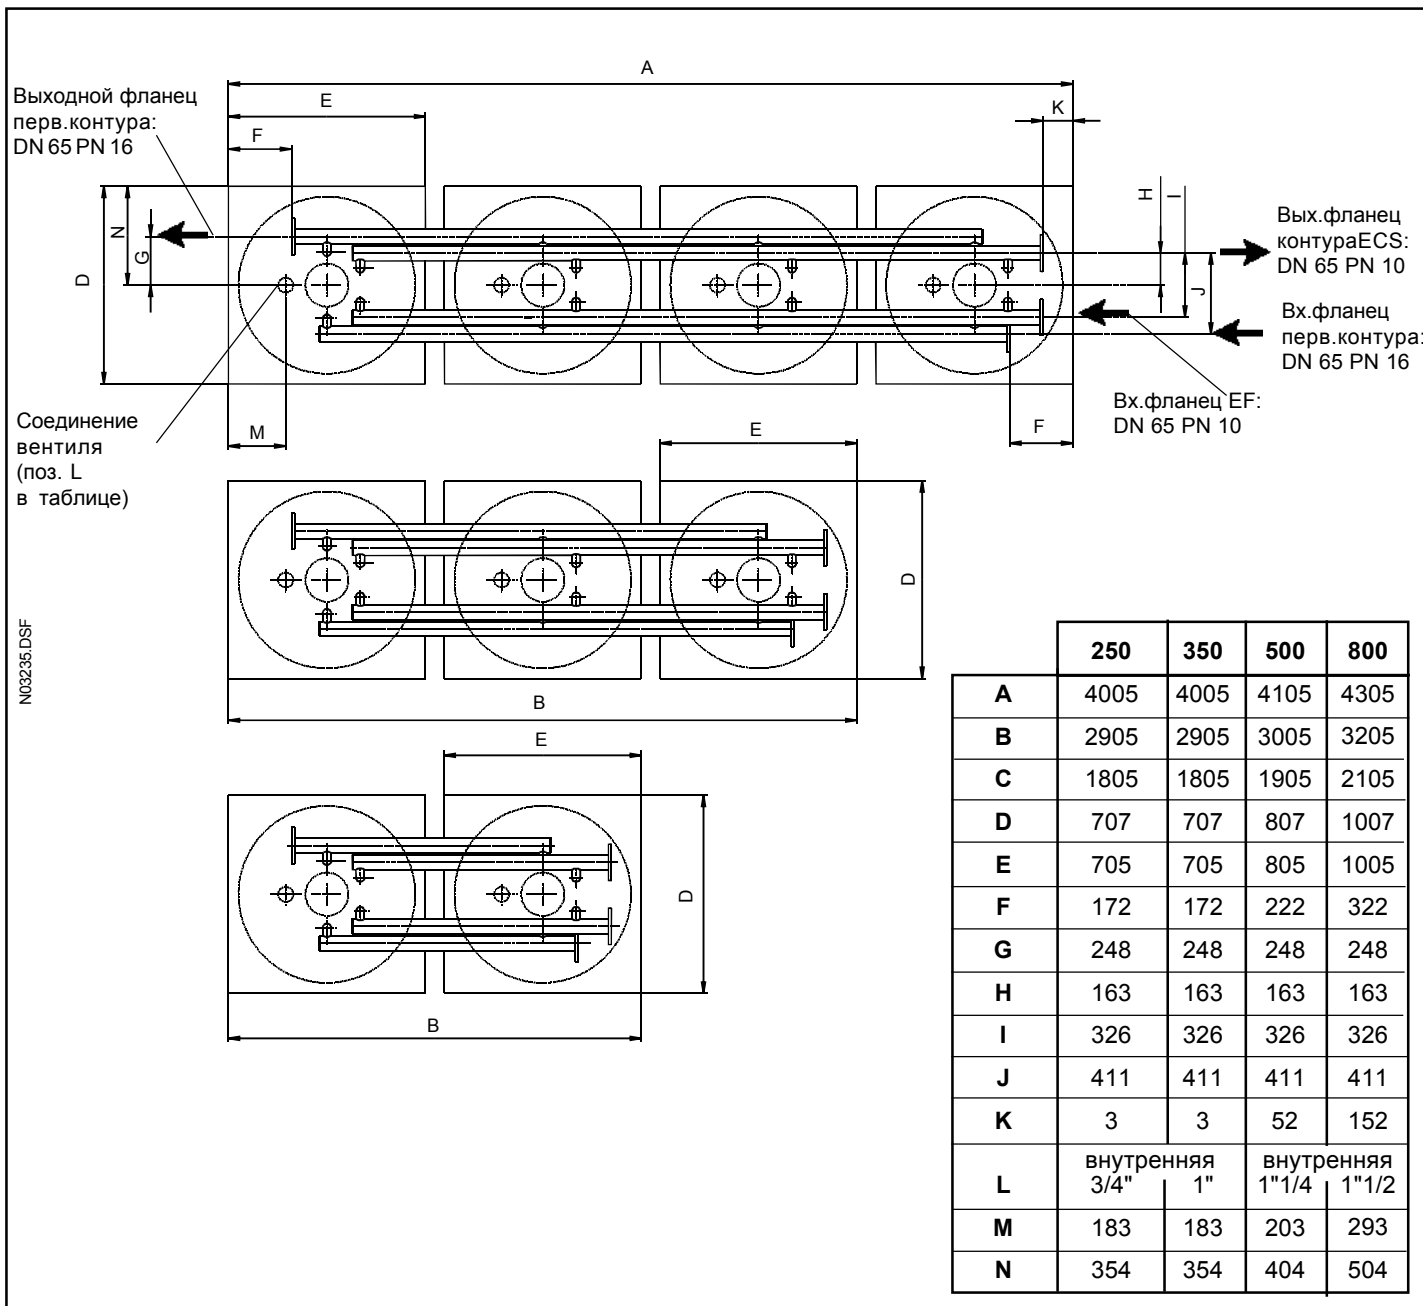 A
Выходной фланец
перв.контура:
DN 65 PN 16
E
K
F
N
G
D
H
I
J
Вых.фланец
контураECS:
DN 65 PN 10
Вх.фланец
перв.контура:
DN 65 PN 16
Вх.фланец EF:
DN 65 PN 10
Соединение
вентиля
(поз. L
в таблице)
M
F
E
D
B
N03235.DSF
E
D
B
250 350 500 800
A 4005 4005 4105 4305
B 2905 2905 3005 3205
C 1805 1805 1905 2105
D 707 707 807 1007
E 705 705 805 1005
F 172 172 222 322
G 248 248 248 248
H 163 163 163 163
I 326 326 326 326
J 411 411 411 411
K 3 3 52 152
внутренняя внутренняя
L 3/4" 1" 1"1/4 1"1/2
M 183 183 203 293
N 354 354 404 504